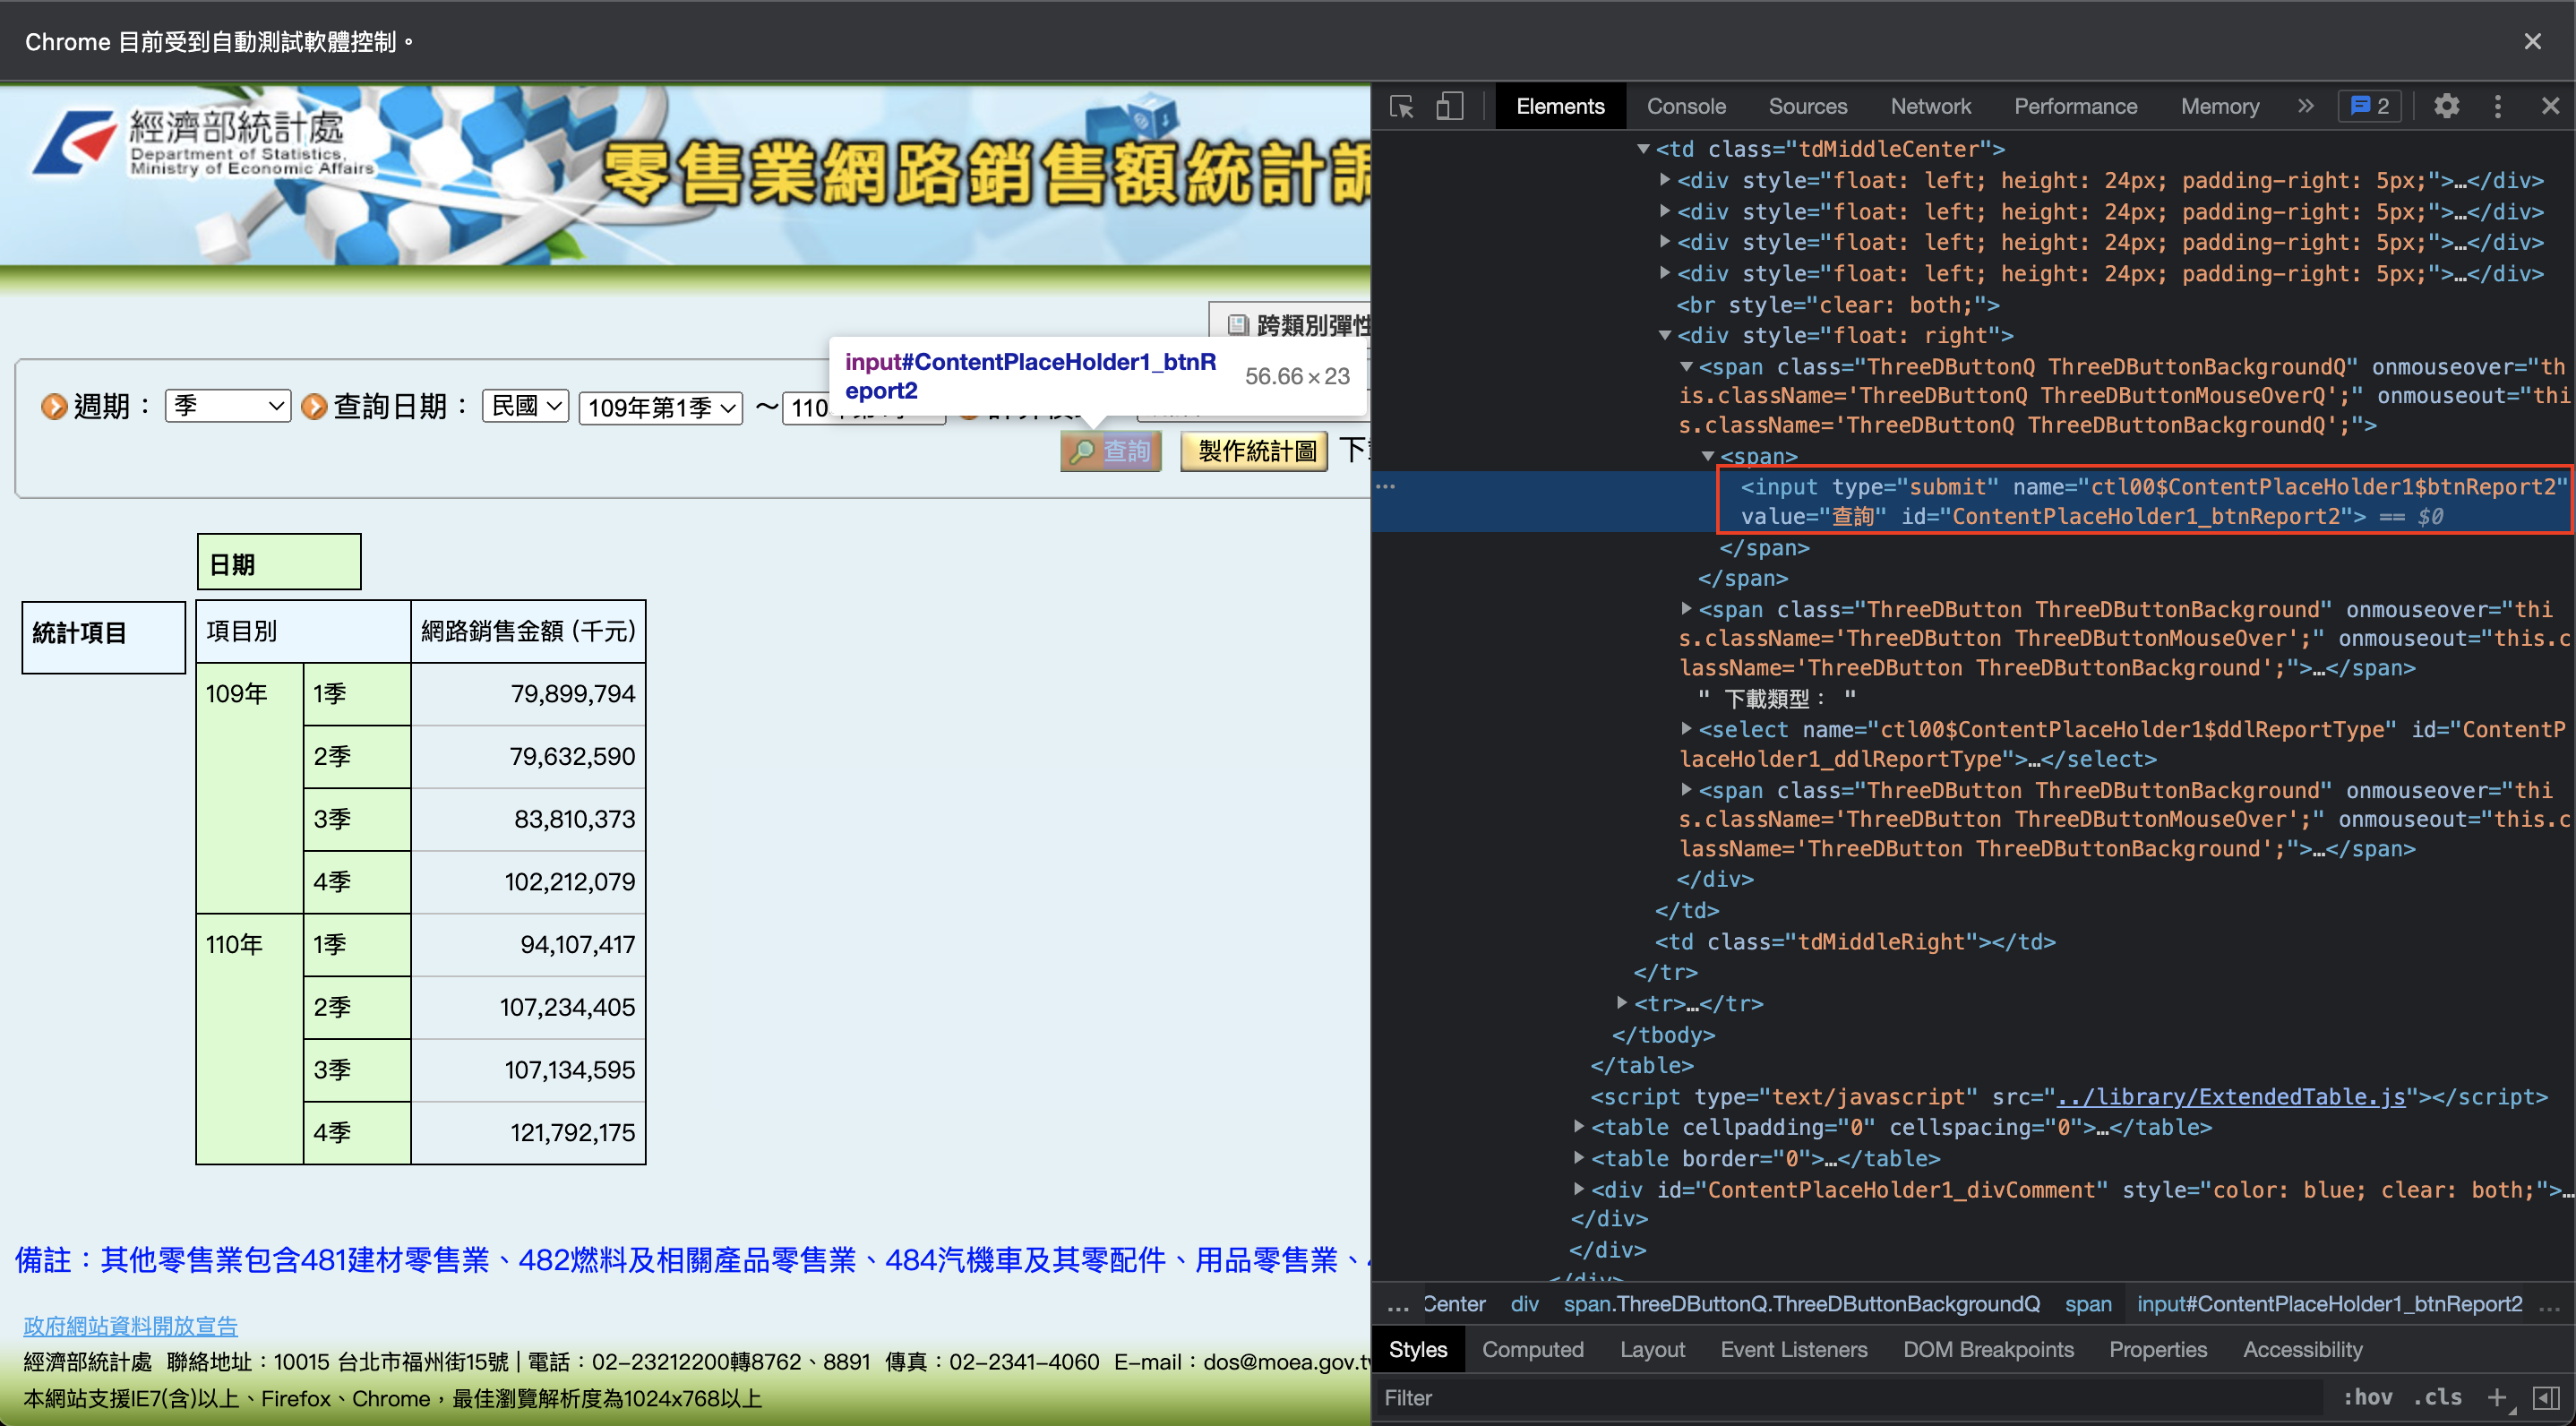 Chrome 目前受到自動測試軟體控制。
經濟部統計處
Department of Statistics,
Ministry of Economic Affairs
零售業網路銷售額統計調
跨類別彈性
input#ContentPlaceHolder1_btnR
eport2
56.66×23
週期：
季
查詢日期：
民國
109年第1季
～
110
查詢
製作統計圖
下
日期
統計項目
項目別 網路銷售金額 (千元)
109年 1季 79,899,794
2季 79,632,590
3季 83,810,373
4季 102,212,079
110年 1季 94,107,417
2季 107,234,405
3季 107,134,595
4季 121,792,175
備註：其他零售業包含481建材零售業、482燃料及相關產品零售業、484汽機車及其零配件、用品零售業、
政府網站資料開放宣告
經濟部統計處 聯絡地址：10015 台北市福州街15號 | 電話：02-23212200轉8762、8891 傳真：02-2341-4060 E-mail：dos@moea.gov.tw
本網站支援IE7(含)以上、Firefox、Chrome，最佳瀏覽解析度為1024x768以上
Elements Console Sources Network Performance Memory » 2
<td class="tdMiddleCenter">
<div style="float: left; height: 24px; padding-right: 5px;">…</div>
<div style="float: left; height: 24px; padding-right: 5px;">…</div>
<div style="float: left; height: 24px; padding-right: 5px;">…</div>
<div style="float: left; height: 24px; padding-right: 5px;">…</div>
<br style="clear: both;">
<div style="float: right">
<span class="ThreeDButtonQ ThreeDButtonBackgroundQ" onmouseover="th
is.className='ThreeDButtonQ ThreeDButtonMouseOverQ';" onmouseout="thi
s.className='ThreeDButtonQ ThreeDButtonBackgroundQ';">
<span>
<input type="submit" name="ctl00$ContentPlaceHolder1$btnReport2"
value="查詢" id="ContentPlaceHolder1_btnReport2"> == $0
</span>
</span>
<span class="ThreeDButton ThreeDButtonBackground" onmouseover="thi
s.className='ThreeDButton ThreeDButtonMouseOver';" onmouseout="this.c
lassName='ThreeDButton ThreeDButtonBackground';">…</span>
" 下載類型： "
<select name="ctl00$ContentPlaceHolder1$ddlReportType" id="ContentP
laceHolder1_ddlReportType">…</select>
<span class="ThreeDButton ThreeDButtonBackground" onmouseover="thi
s.className='ThreeDButton ThreeDButtonMouseOver';" onmouseout="this.c
lassName='ThreeDButton ThreeDButtonBackground';">…</span>
</div>
</td>
<td class="tdMiddleRight"></td>
</tr>
<tr>…</tr>
</tbody>
</table>
<script type="text/javascript" src="../library/ExtendedTable.js"></script>
<table cellpadding="0" cellspacing="0">…</table>
<table border="0">…</table>
<div id="ContentPlaceHolder1_divComment" style="color: blue; clear: both;">…
</div>
</div>
</div>
… Center div span.ThreeDButtonQ.ThreeDButtonBackgroundQ span input#ContentPlaceHolder1_btnReport2 …
Styles Computed Layout Event Listeners DOM Breakpoints Properties Accessibility
Filter :hov .cls +